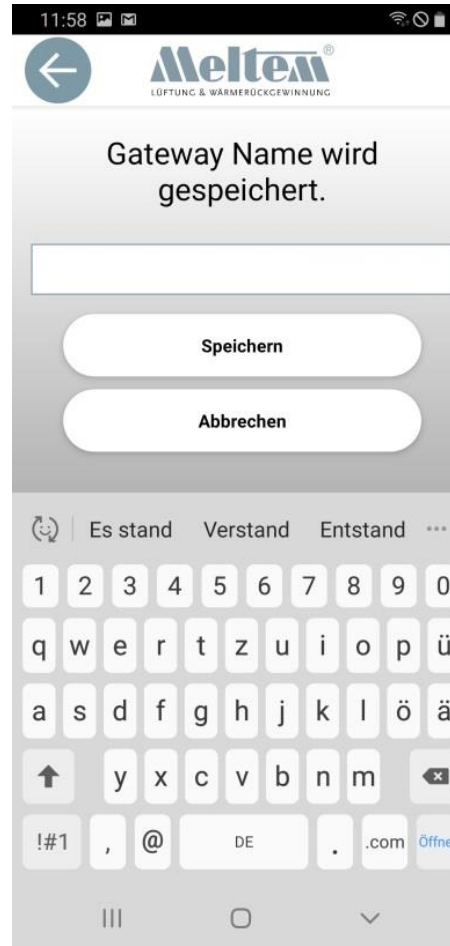 11:58
Meltem®
LÜFTUNG & WÄRMERÜCKGEWINNUNG
Gateway Name wird
gespeichert.
Speichern
Abbrechen
Es stand Verstand Entstand
1 2 3 4 5 6 7 8 9 0
q w e r t z u i o p ü
a s d f g h j k l ö ä
y x c v b n m
!#1 , @ DE . .com Öffne